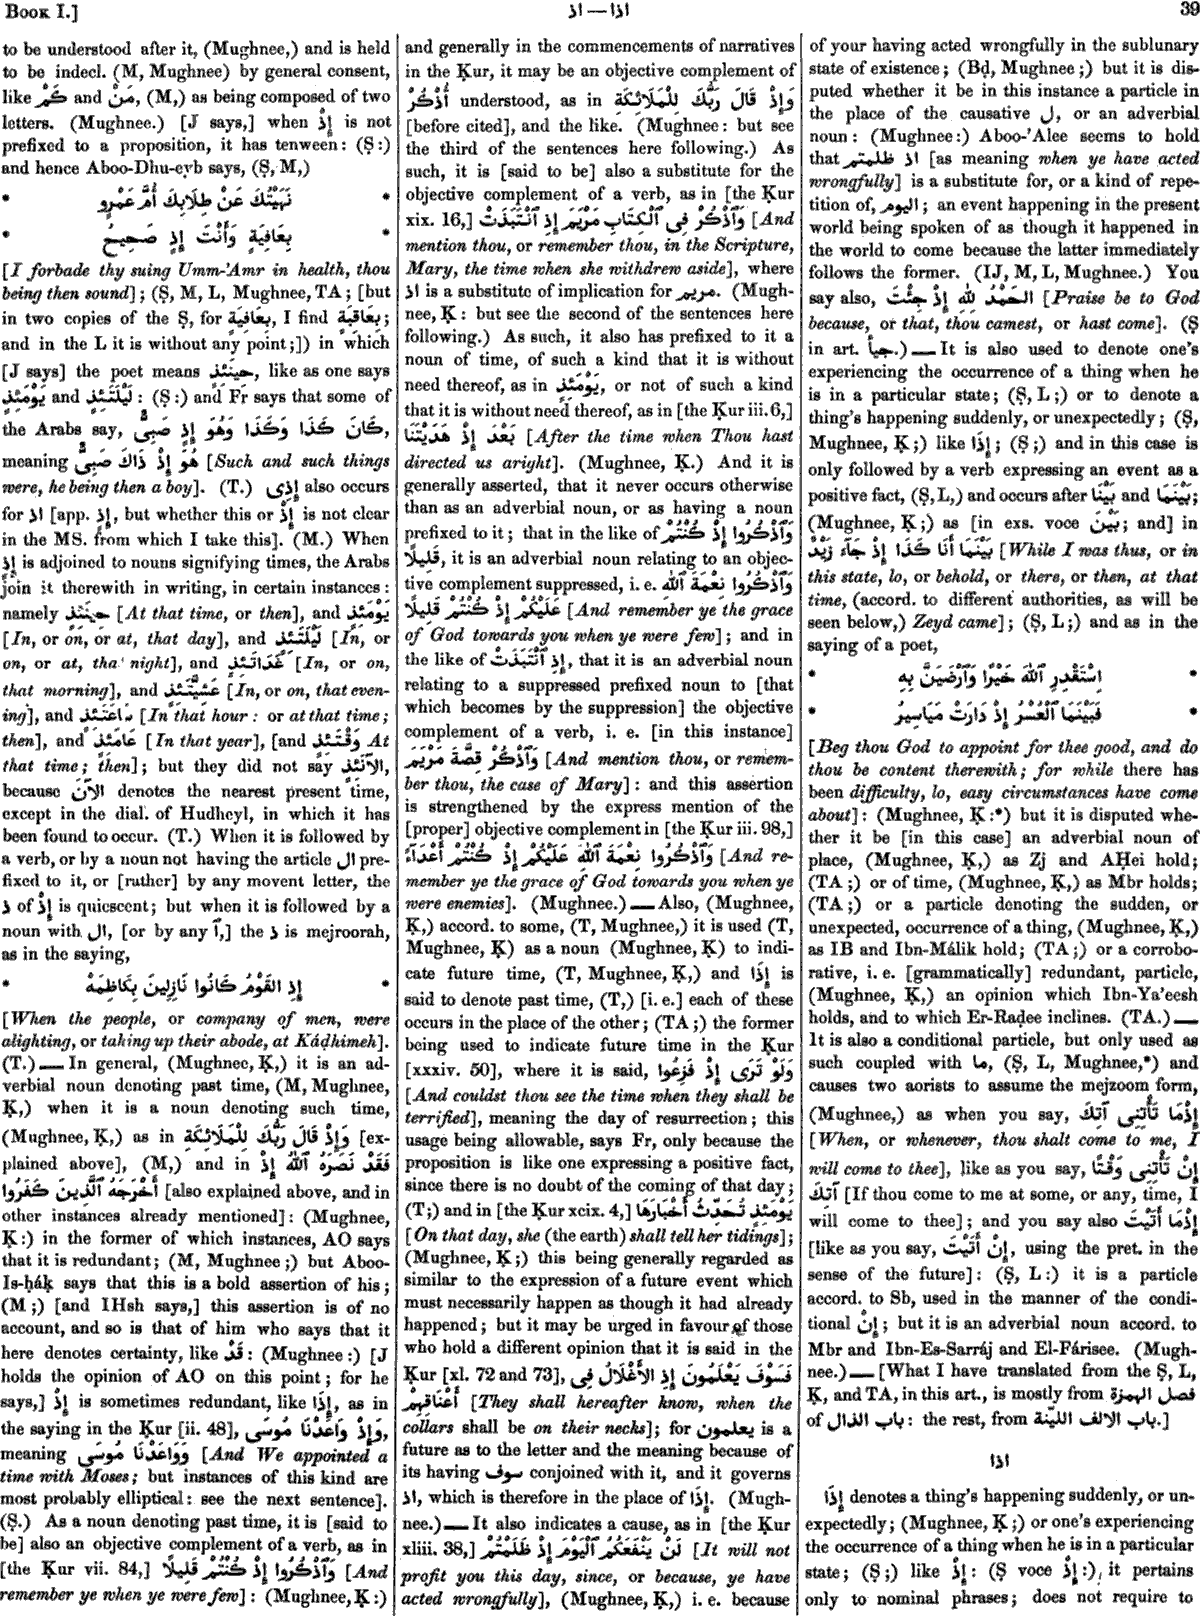 Book I.]
اذا — اذ
39
to be understood after it, (Mughnee,) and is held
to be indecl. (M, Mughnee) by general consent,
like كَمْ and مَنْ, (M,) as being composed of two
letters. (Mughnee.) [J says,] when إِذْ is not
prefixed to a proposition, it has tenween: (Ṣ:)
and hence Aboo-Dhu-eyb says, (Ṣ, M,)
* نَهَيْتُكَ عَنْ طِلَابِكَ أُمَّ عَمْرٍو *
* بِعَافِيَةٍ وَأَنْتَ إِذٍ صَحِيحُ *
[I forbade thy suing Umm-'Amr in health, thou
being then sound]; (Ṣ, M, L, Mughnee, TA; [but
in two copies of the Ṣ, for بِعَافِيَةٍ, I find بِعَاقِبَةٍ;
and in the L it is without any point;]) in which
[J says] the poet means حِينَئِذٍ, like as one says
يَوْمَئِذٍ and لَيْلَتَئِذٍ: (Ṣ:) and Fr says that some of
the Arabs say, كَانَ كَذَا وَكَذَا وَهُوَ إِذٍ صَبِىٌّ,
meaning هُوَ إِذْ ذَاكَ صَبِىٌّ [Such and such things
were, he being then a boy]. (T.) إِذِى also occurs
for اذ [app. إِذٍ, but whether this or إِذْ is not clear
in the MS. from which I take this]. (M.) When
إِذْ is adjoined to nouns signifying times, the Arabs
join it therewith in writing, in certain instances:
namely حِينَئِذٍ [At that time, or then], and يَوْمَئِذٍ
[In, or on, or at, that day], and لَيْلَتَئِذٍ [In, or
on, or at, that night], and غَدَاتَئِذٍ [In, or on,
that morning], and عَشِيَّتَئِذٍ [In, or on, that even-
ing], and سَاعَتَئِذٍ [In that hour: or at that time;
then], and عَامَئِذٍ [In that year], [and وَقْتَئِذٍ At
that time; then]; but they did not say الآنَئِذٍ,
because الآنَ denotes the nearest present time,
except in the dial. of Hudheyl, in which it has
been found to occur. (T.) When it is followed by
a verb, or by a noun not having the article ال pre-
fixed to it, or [rather] by any movent letter, the
ذ of إِذْ is quiescent; but when it is followed by a
noun with ال, [or by any ٱ,] the ذ is mejroorah,
as in the saying,
* إِذِ القَوْمُ كَانُوا نَازِلِينَ بِكَاظِمَهْ *
[When the people, or company of men, were
alighting, or taking up their abode, at Káḍhimeh].
(T.) — In general, (Mughnee, Ḳ,) it is an ad-
verbial noun denoting past time, (M, Mughnee,
Ḳ,) when it is a noun denoting such time,
(Mughnee, Ḳ,) as in وَإِذْ قَالَ رَبُّكَ لِلْمَلَائِكَةِ [ex-
plained above], (M,) and in فَقَدْ نَصَرَهُ ٱللّٰهُ إِذْ
أَخْرَجَهُ ٱلَّذِينَ كَفَرُوا [also explained above, and in
other instances already mentioned]: (Mughnee,
Ḳ:) in the former of which instances, AO says
that it is redundant; (M, Mughnee;) but Aboo-
Is-ḥáḳ says that this is a bold assertion of his;
(M;) [and IHsh says,] this assertion is of no
account, and so is that of him who says that it
here denotes certainty, like قَدْ: (Mughnee:) [J
holds the opinion of AO on this point; for he
says,] إِذْ is sometimes redundant, like إِذَا, as in
the saying in the Ḳur [ii. 48], وَإِذْ وَاعَدْنَا مُوسَى,
meaning وَوَاعَدْنَا مُوسَى [And We appointed a
time with Moses; but instances of this kind are
most probably elliptical: see the next sentence].
(Ṣ.) As a noun denoting past time, it is [said to
be] also an objective complement of a verb, as in
[the Ḳur vii. 84,] وَٱذْكُرُوا إِذْ كُنْتُمْ قَلِيلًا [And
remember ye when ye were few]: (Mughnee, Ḳ:)
and generally in the commencements of narratives
in the Ḳur, it may be an objective complement of
أُذْكُرْ understood, as in وَإِذْ قَالَ رَبُّكَ لِلْمَلَائِكَةِ
[before cited], and the like. (Mughnee: but see
the third of the sentences here following.) As
such, it is [said to be] also a substitute for the
objective complement of a verb, as in [the Ḳur
xix. 16,] وَٱذْكُرْ فِى ٱلْكِتَابِ مَرْيَمَ إِذِ ٱنْتَبَذَتْ [And
mention thou, or remember thou, in the Scripture,
Mary, the time when she withdrew aside], where
اذ is a substitute of implication for مريم. (Mugh-
nee, Ḳ: but see the second of the sentences here
following.) As such, it also has prefixed to it a
noun of time, of such a kind that it is without
need thereof, as in يَوْمَئِذٍ, or not of such a kind
that it is without need thereof, as in [the Ḳur iii. 6,]
بَعْدَ إِذْ هَدَيْتَنَا [After the time when Thou hast
directed us aright]. (Mughnee, Ḳ.) And it is
generally asserted, that it never occurs otherwise
than as an adverbial noun, or as having a noun
prefixed to it; that in the like of وَٱذْكُرُوا إِذْ كُنْتُمْ
قَلِيلًا, it is an adverbial noun relating to an objec-
tive complement suppressed, i. e. وَٱذْكُرُوا نِعْمَةَ ٱللّٰهِ
عَلَيْكُمْ إِذْ كُنْتُمْ قَلِيلًا [And remember ye the grace
of God towards you when ye were few]; and in
the like of إِذِ ٱنْتَبَذَتْ, that it is an adverbial noun
relating to a suppressed prefixed noun to [that
which becomes by the suppression] the objective
complement of a verb, i. e. [in this instance]
وَٱذْكُرْ قِصَّةَ مَرْيَمَ [And mention thou, or remem-
ber thou, the case of Mary]: and this assertion
is strengthened by the express mention of the
[proper] objective complement in [the Ḳur iii. 98,]
وَٱذْكُرُوا نِعْمَةَ ٱللّٰهِ عَلَيْكُمْ إِذْ كُنْتُمْ أَعْدَآءً [And re-
member ye the grace of God towards you when ye
were enemies]. (Mughnee.) — Also, (Mughnee,
Ḳ,) accord. to some, (T, Mughnee,) it is used (T,
Mughnee, Ḳ) as a noun (Mughnee, Ḳ) to indi-
cate future time, (T, Mughnee, Ḳ,) and إِذَا is
said to denote past time, (T,) [i. e.] each of these
occurs in the place of the other; (TA;) the former
being used to indicate future time in the Ḳur
[xxxiv. 50], where it is said, وَلَوْ تَرَى إِذْ فَزِعُوا
[And couldst thou see the time when they shall be
terrified], meaning the day of resurrection; this
usage being allowable, says Fr, only because the
proposition is like one expressing a positive fact,
since there is no doubt of the coming of that day;
(T;) and in [the Ḳur xcix. 4,] يَوْمَئِذٍ تُحَدِّثُ أَخْبَارَهَا
[On that day, she (the earth) shall tell her tidings];
(Mughnee, Ḳ;) this being generally regarded as
similar to the expression of a future event which
must necessarily happen as though it had already
happened; but it may be urged in favour of those
who hold a different opinion that it is said in the
Ḳur [xl. 72 and 73], فَسَوْفَ يَعْلَمُونَ إِذِ الأَغْلَالُ فِى
أَعْنَاقِهِمْ [They shall hereafter know, when the
collars shall be on their necks]; for يعلمون is a
future as to the letter and the meaning because of
its having سوف conjoined with it, and it governs
اذ, which is therefore in the place of إِذَا. (Mugh-
nee.) — It also indicates a cause, as in [the Ḳur
xliii. 38,] لَنْ يَنْفَعَكُمُ ٱلْيَوْمَ إِذْ ظَلَمْتُمْ [It will not
profit you this day, since, or because, ye have
acted wrongfully], (Mughnee, Ḳ,) i. e. because
of your having acted wrongfully in the sublunary
state of existence; (Bḍ, Mughnee;) but it is dis-
puted whether it be in this instance a particle in
the place of the causative ل, or an adverbial
noun: (Mughnee:) Aboo-'Alee seems to hold
that اذ ظلمتم [as meaning when ye have acted
wrongfully] is a substitute for, or a kind of repe-
tition of, اليوم; an event happening in the present
world being spoken of as though it happened in
the world to come because the latter immediately
follows the former. (IJ, M, L, Mughnee.) You
say also, الحَمْدُ لِلّٰهِ إِذْ جِئْتَ [Praise be to God
because, or that, thou camest, or hast come]. (Ṣ
in art. جيأ.) — It is also used to denote one's
experiencing the occurrence of a thing when he
is in a particular state; (Ṣ, L;) or to denote a
thing's happening suddenly, or unexpectedly; (Ṣ,
Mughnee, Ḳ;) like إِذَا; (Ṣ;) and in this case is
only followed by a verb expressing an event as a
positive fact, (Ṣ, L,) and occurs after بَيْنَا and بَيْنَمَا;
(Mughnee, Ḳ;) as [in exs. voce بَيْنَ; and] in
بَيْنَمَا أَنَا كَذَا إِذْ جَآءَ زَيْدٌ [While I was thus, or in
this state, lo, or behold, or there, or then, at that
time, (accord. to different authorities, as will be
seen below,) Zeyd came]; (Ṣ, L;) and as in the
saying of a poet,
* اِسْتَقْدِرِ ٱللّٰهَ خَيْرًا وَٱرْضَيَنَّ بِهِ *
* فَبَيْنَمَا ٱلْعُسْرُ إِذْ دَارَتْ مَيَاسِيرُ *
[Beg thou God to appoint for thee good, and do
thou be content therewith; for while there has
been difficulty, lo, easy circumstances have come
about]: (Mughnee, Ḳ:*) but it is disputed whe-
ther it be [in this case] an adverbial noun of
place, (Mughnee, Ḳ,) as Zj and AḤei hold;
(TA;) or of time, (Mughnee, Ḳ,) as Mbr holds;
(TA;) or a particle denoting the sudden, or
unexpected, occurrence of a thing, (Mughnee, Ḳ,)
as IB and Ibn-Málik hold; (TA;) or a corrobo-
rative, i. e. [grammatically] redundant, particle,
(Mughnee, Ḳ,) an opinion which Ibn-Ya'eesh
holds, and to which Er-Raḍee inclines. (TA.) —
It is also a conditional particle, but only used as
such coupled with ما, (Ṣ, L, Mughnee,*) and
causes two aorists to assume the mejzoom form,
(Mughnee,) as when you say, إِذْمَا تَأْتِنِى آتِكَ
[When, or whenever, thou shalt come to me, I
will come to thee], like as you say, إِنْ تَأْتِنِى وَقْتًا
آتِكَ [If thou come to me at some, or any, time, I
will come to thee]; and you say also إِذْمَا أَتَيْتَ
[like as you say, إِنْ أَتَيْتَ, using the pret. in the
sense of the future]: (Ṣ, L:) it is a particle
accord. to Sb, used in the manner of the condi-
tional إِنْ; but it is an adverbial noun accord. to
Mbr and Ibn-Es-Sarráj and El-Fárisee. (Mugh-
nee.) — [What I have translated from the Ṣ, L,
Ḳ, and TA, in this art., is mostly from فصل الهمزة
of باب الذال: the rest, from باب الالف الليّنة.]
اذا
إِذَا denotes a thing's happening suddenly, or un-
expectedly; (Mughnee, Ḳ;) or one's experiencing
the occurrence of a thing when he is in a particular
state; (Ṣ;) like إِذْ: (Ṣ voce إِذْ:) it pertains
only to nominal phrases; does not require to